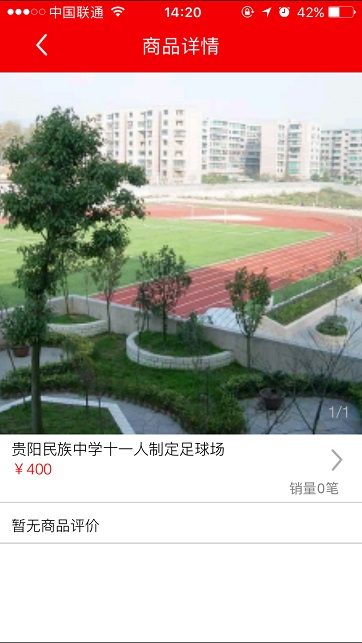 中国联通 14:20 42%
商品详情
1/1
贵阳民族中学十一人制定足球场
￥400
销量0笔
暂无商品评价